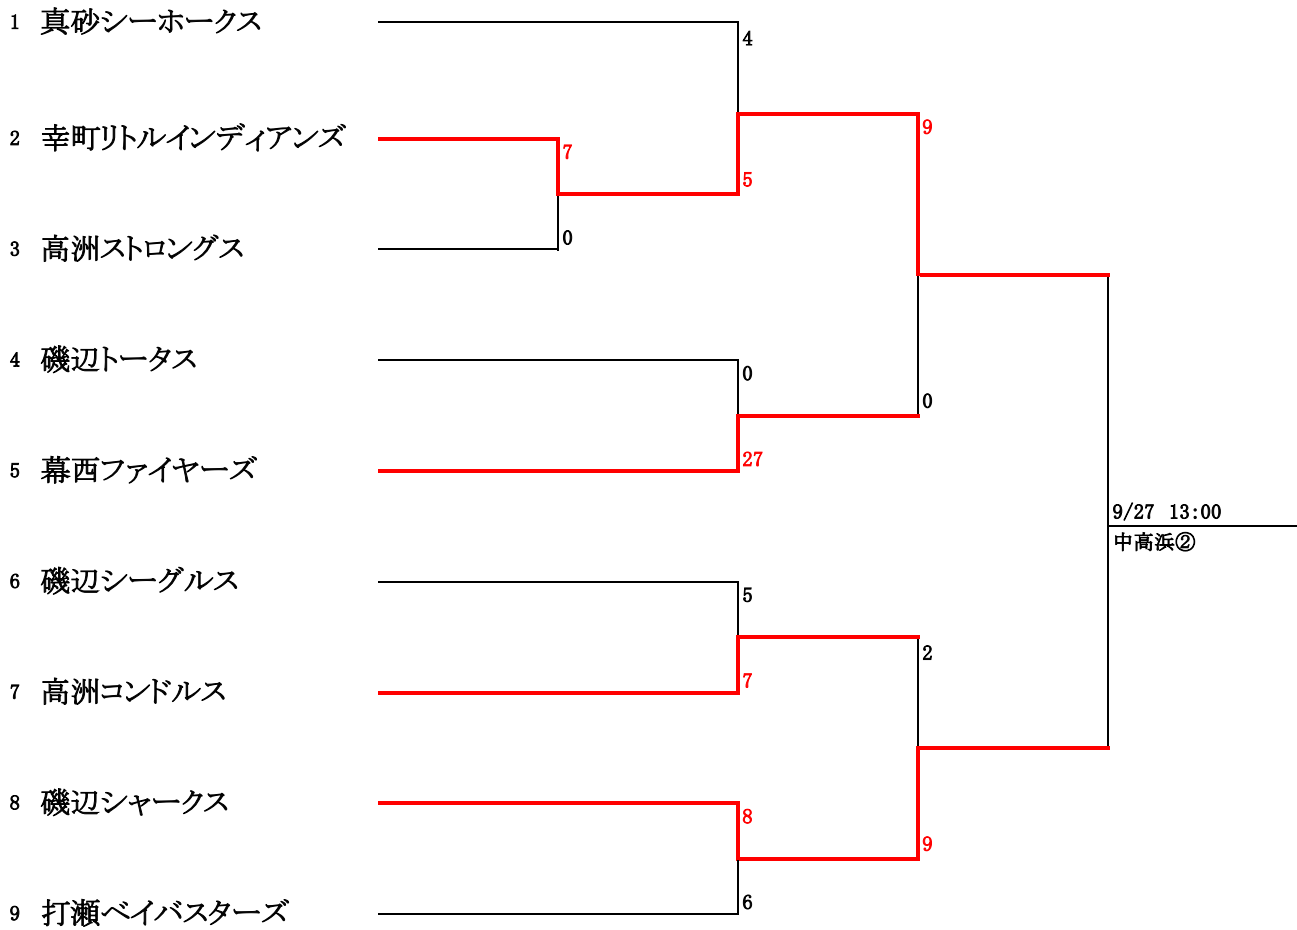 1 真砂シーホークス
4
9
2 幸町リトルインディアンズ
7
5
3 高洲ストロングス
0
4 磯辺トータス
0
0
5 幕西ファイヤーズ
27
9/27 13:00
中高浜②
6 磯辺シーグルス
5
2
7 高洲コンドルス
7
8 磯辺シャークス
8
9
9 打瀬ベイバスターズ
6